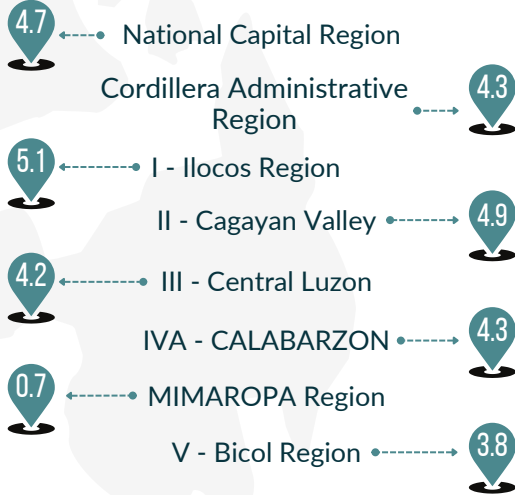 4.7 National Capital Region
Cordillera Administrative 4.3
Region
5.1 I - Ilocos Region
II - Cagayan Valley 4.9
4.2 III - Central Luzon
IVA - CALABARZON 4.3
0.7 MIMAROPA Region
V - Bicol Region 3.8